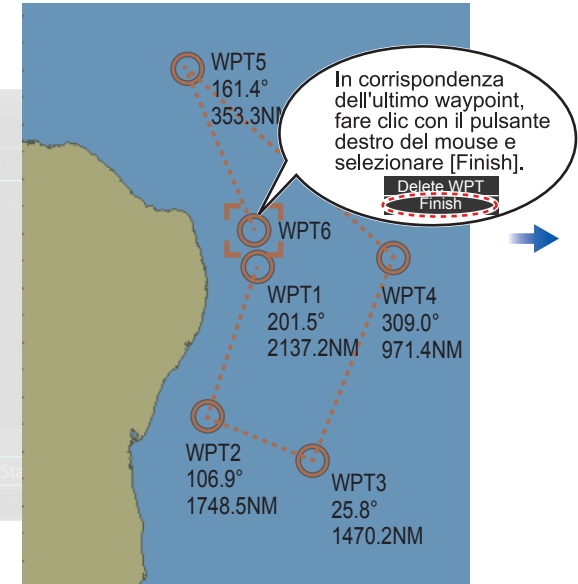 WPT5
161.4°
353.3NM
In corrispondenza
dell'ultimo waypoint,
fare clic con il pulsante
destro del mouse e
selezionare [Finish].
Delete WPT
Finish
WPT6
WPT1
201.5°
2137.2NM
WPT4
309.0°
971.4NM
WPT2
106.9°
1748.5NM
WPT3
25.8°
1470.2NM
Sta